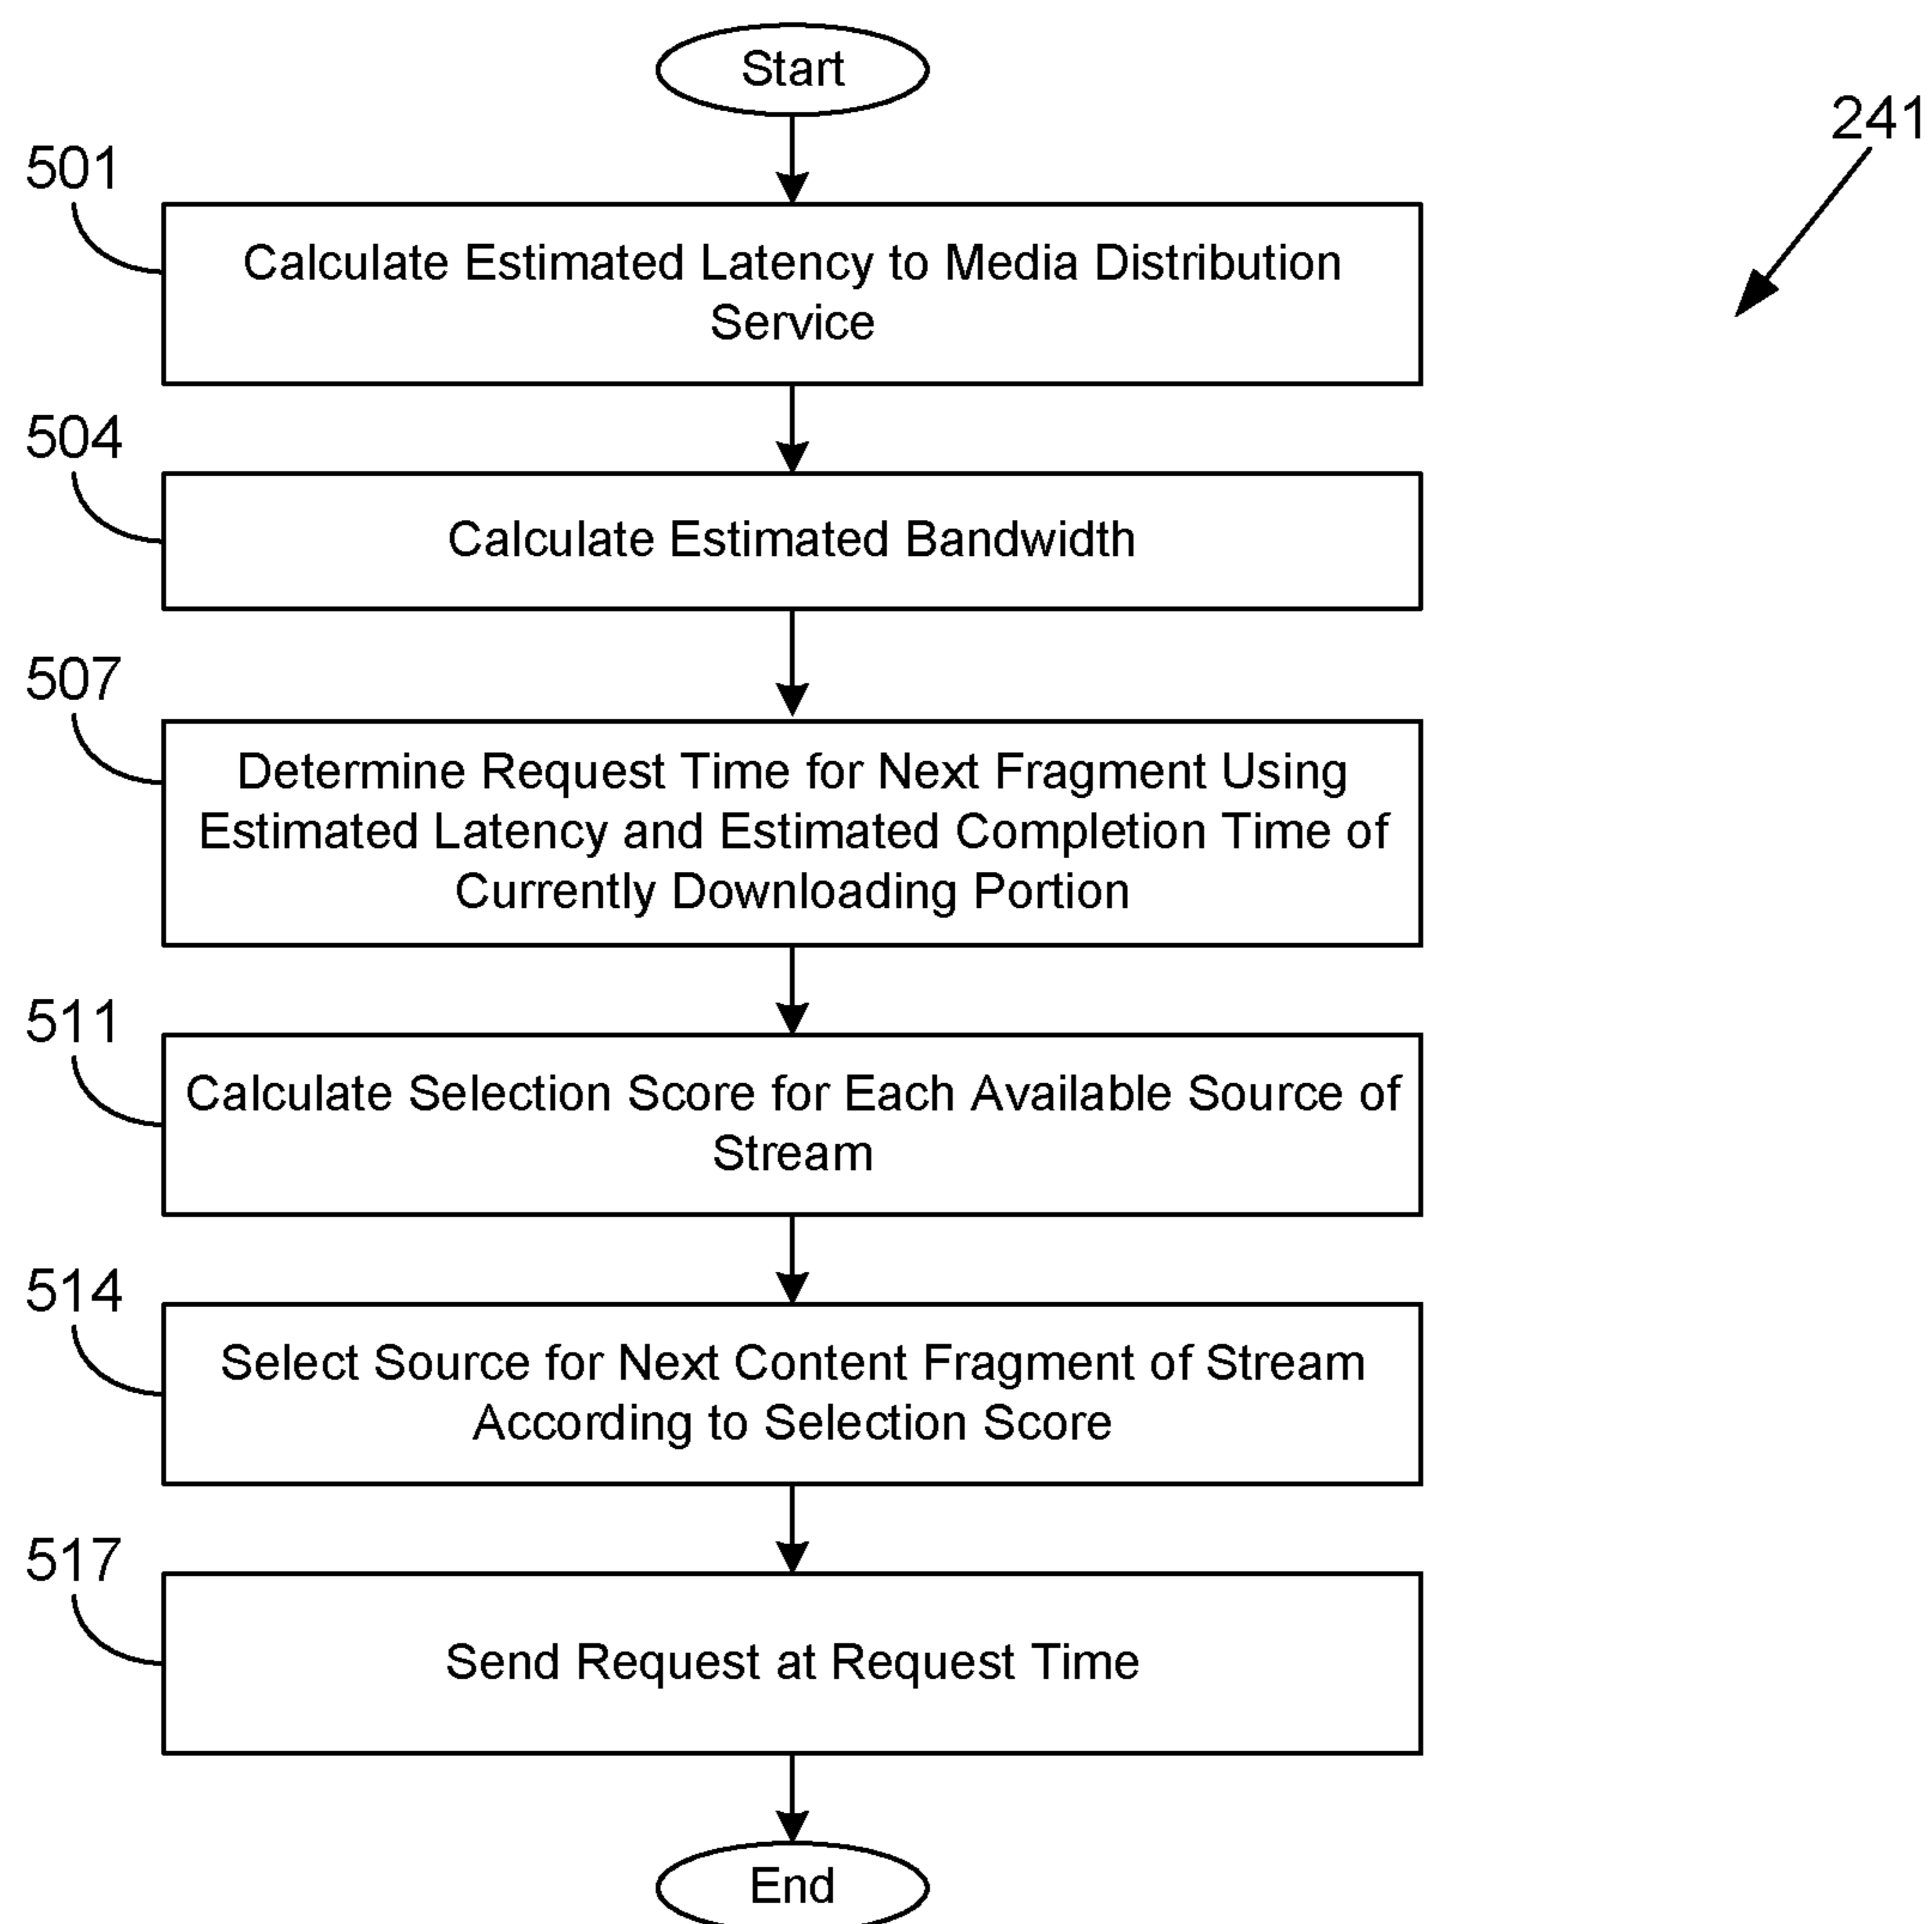 Start
241
501
Calculate Estimated Latency to Media Distribution
Service
504
Calculate Estimated Bandwidth
507
Determine Request Time for Next Fragment Using
Estimated Latency and Estimated Completion Time of
Currently Downloading Portion
511
Calculate Selection Score for Each Available Source of
Stream
514
Select Source for Next Content Fragment of Stream
According to Selection Score
517
Send Request at Request Time
End